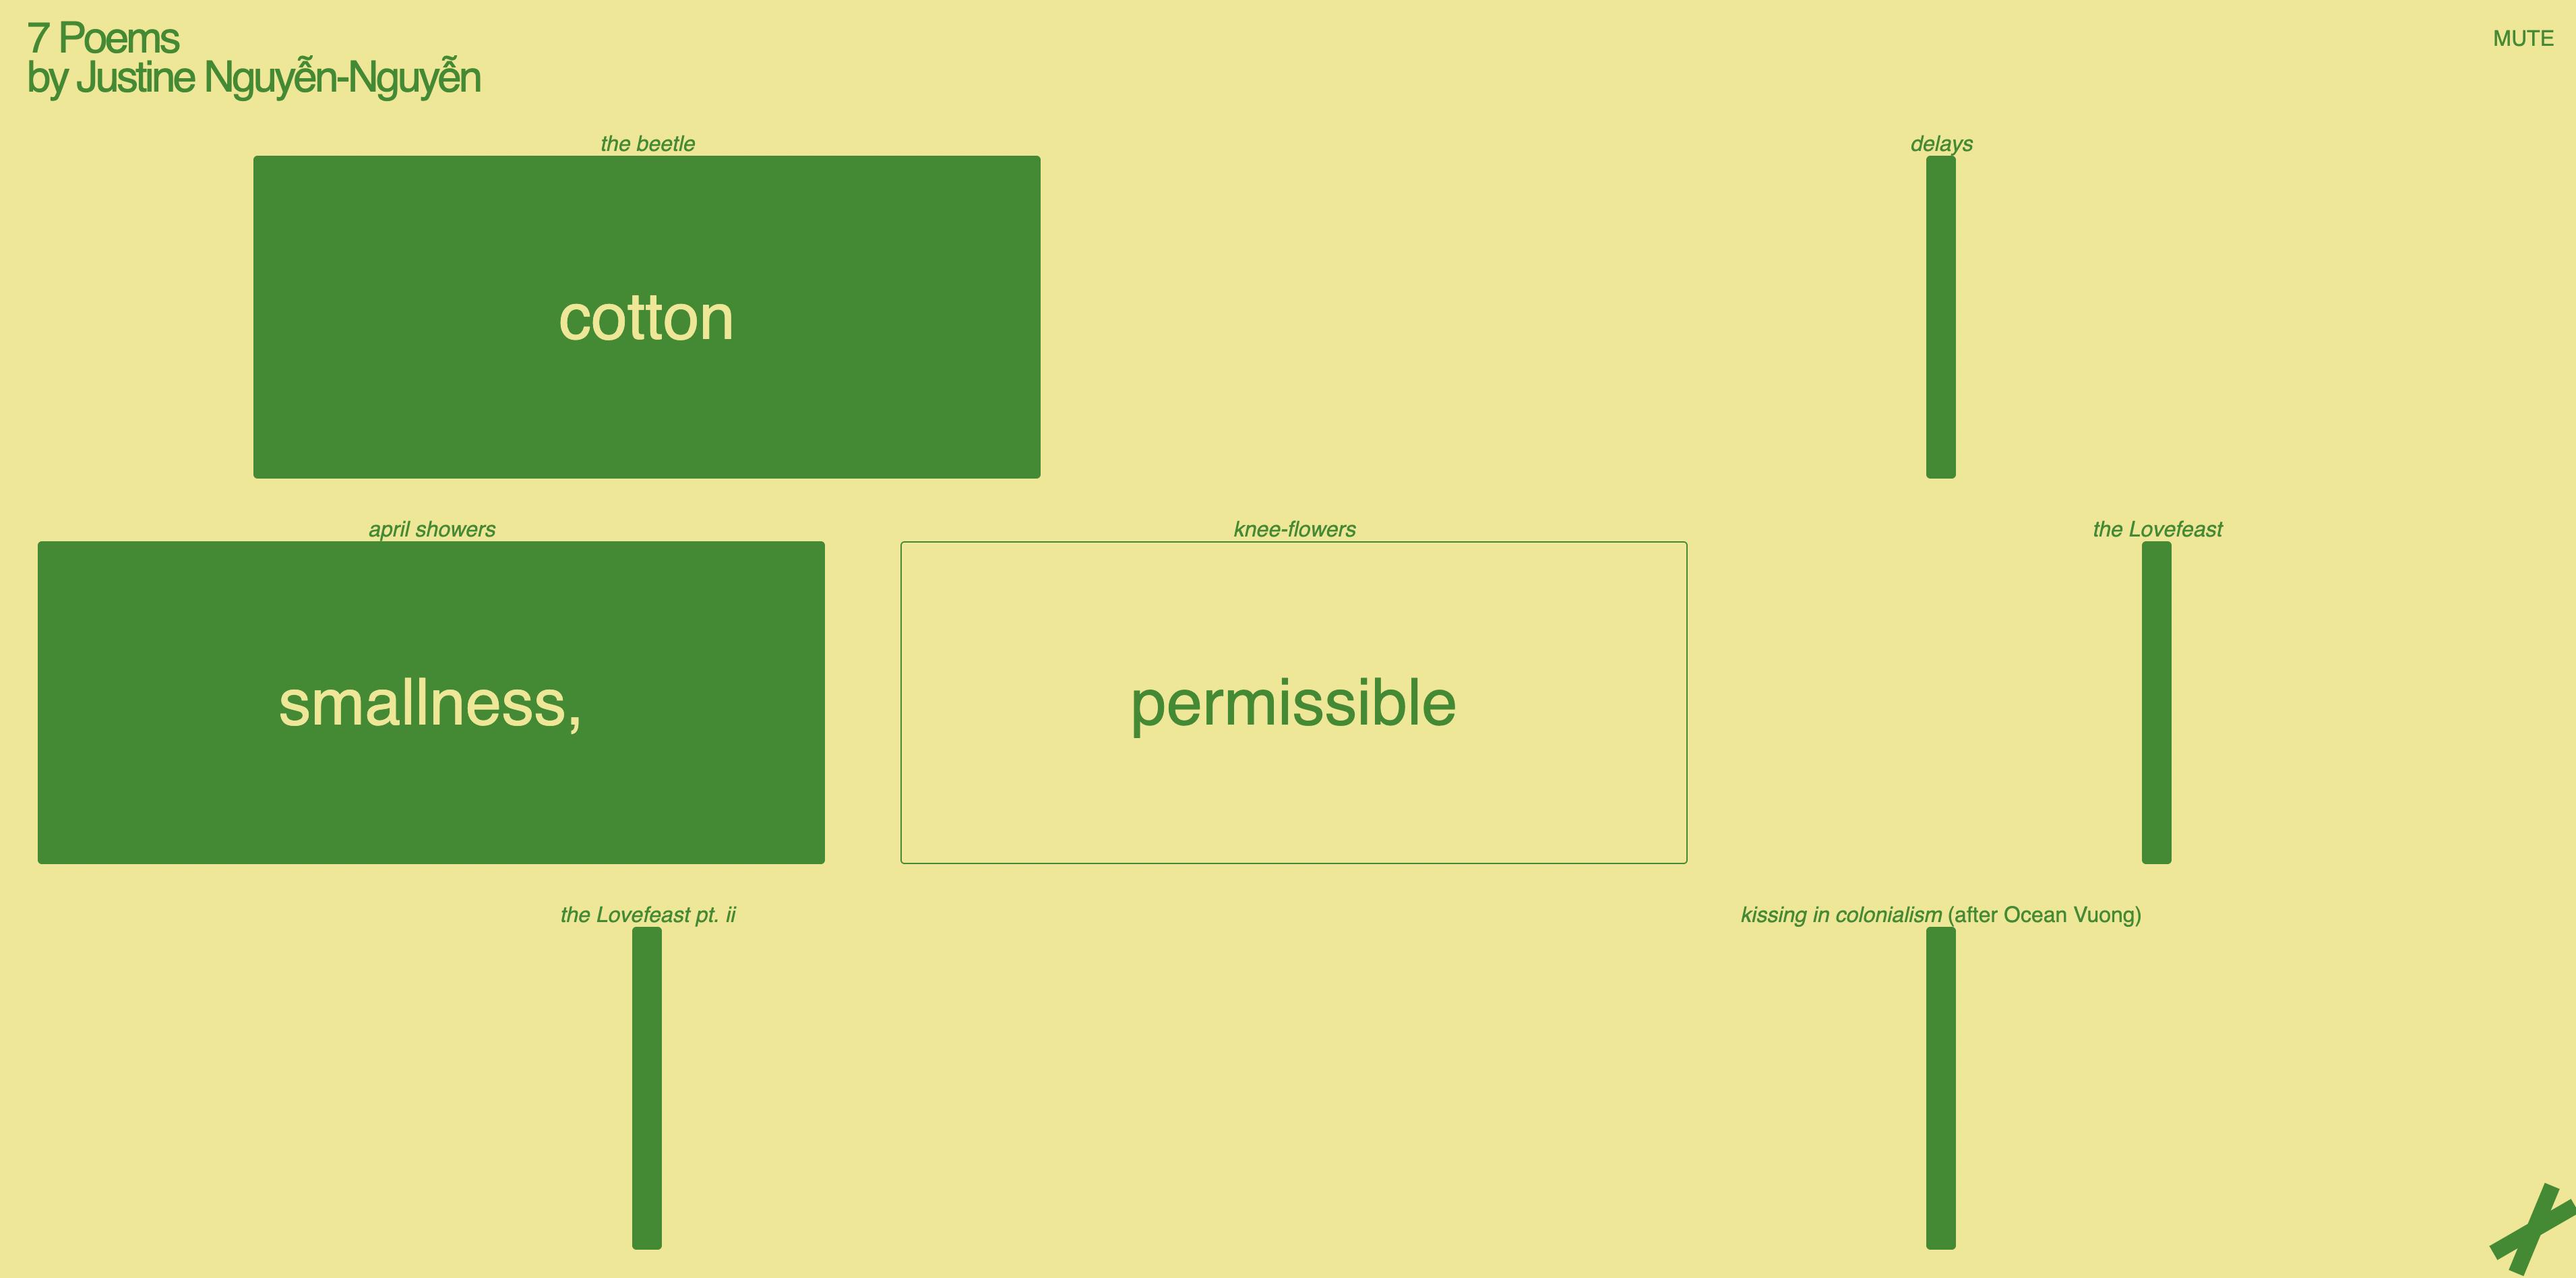 7 Poems
by Justine Nguyễn-Nguyễn
MUTE
the beetle
cotton
delays
april showers
smallness,
knee-flowers
permissible
the Lovefeast
the Lovefeast pt. ii
kissing in colonialism (after Ocean Vuong)